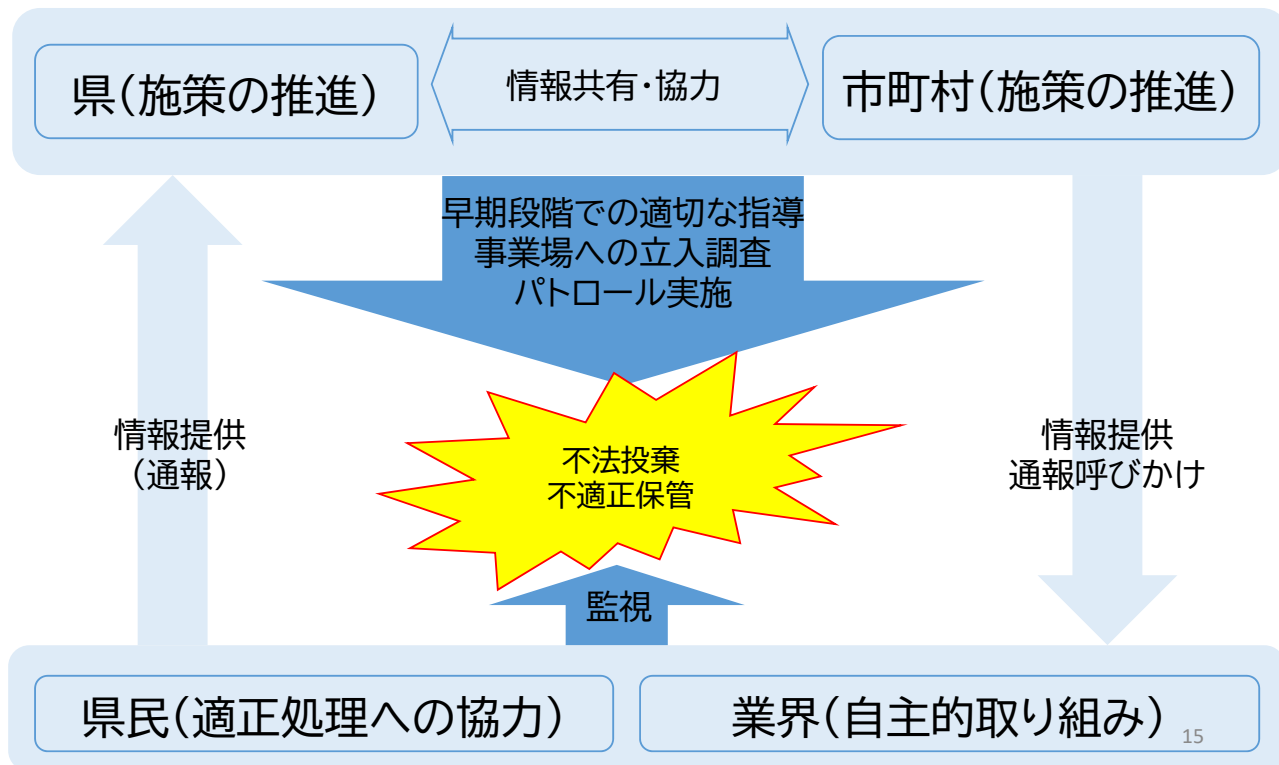 県(施策の推進)
情報共有・協力
市町村(施策の推進)
早期段階での適切な指導
事業場への立入調査
パトロール実施
情報提供
（通報）
不法投棄
不適正保管
情報提供
通報呼びかけ
監視
県民(適正処理への協力)
業界(自主的取り組み)
15